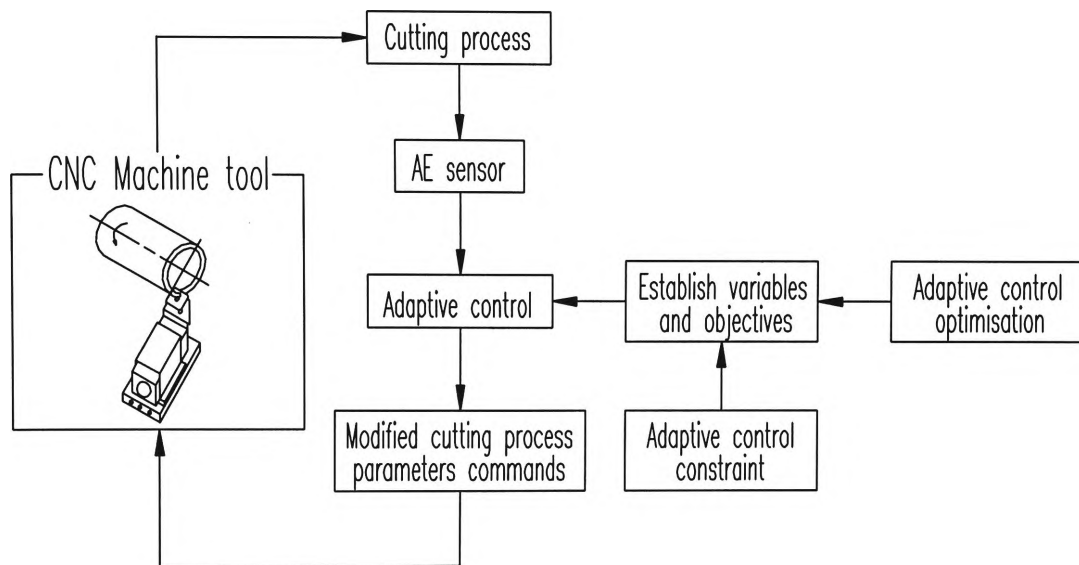 Cutting process
AE sensor
CNC Machine tool
Adaptive control
Establish variables
and objectives
Adaptive control
optimisation
Modified cutting process
parameters commands
Adaptive control
constraint